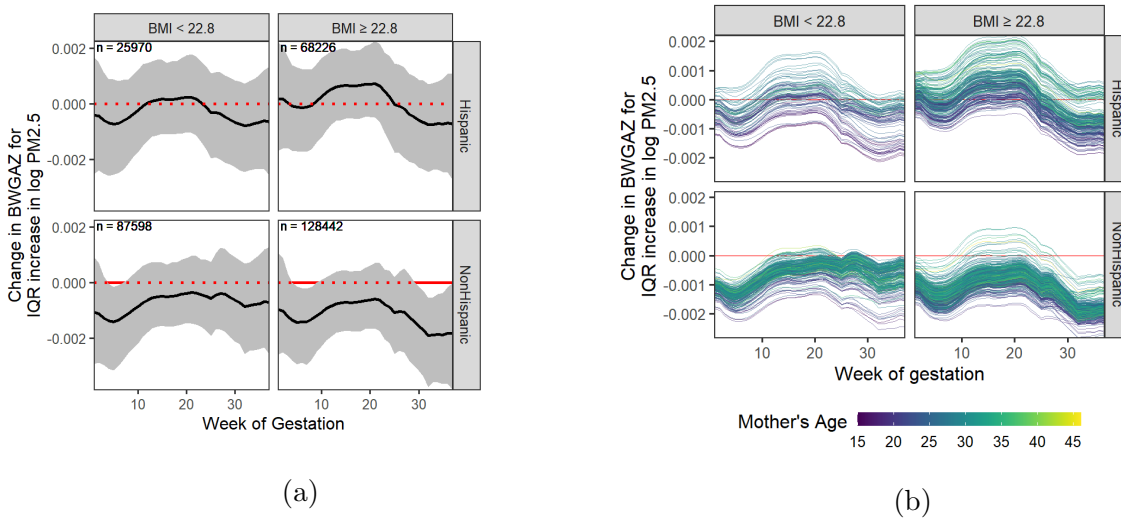 BMI < 22.8
BMI ≥ 22.8
n = 25970
n = 68226
0.002
0.000
-0.002
Hispanic
n = 87598
n = 128442
0.002
0.000
-0.002
NonHispanic
Change in BWGAZ for
IQR increase in log PM2.5
10 20 30 10 20 30
Week of Gestation
(a)
BMI < 22.8
BMI ≥ 22.8
0.002
0.001
0.000
-0.001
-0.002
Hispanic
0.002
0.001
0.000
-0.001
-0.002
NonHispanic
Change in BWGAZ for
IQR increase in log PM2.5
10 20 30 10 20 30
Week of gestation
Mother's Age
15 20 25 30 35 40 45
(b)